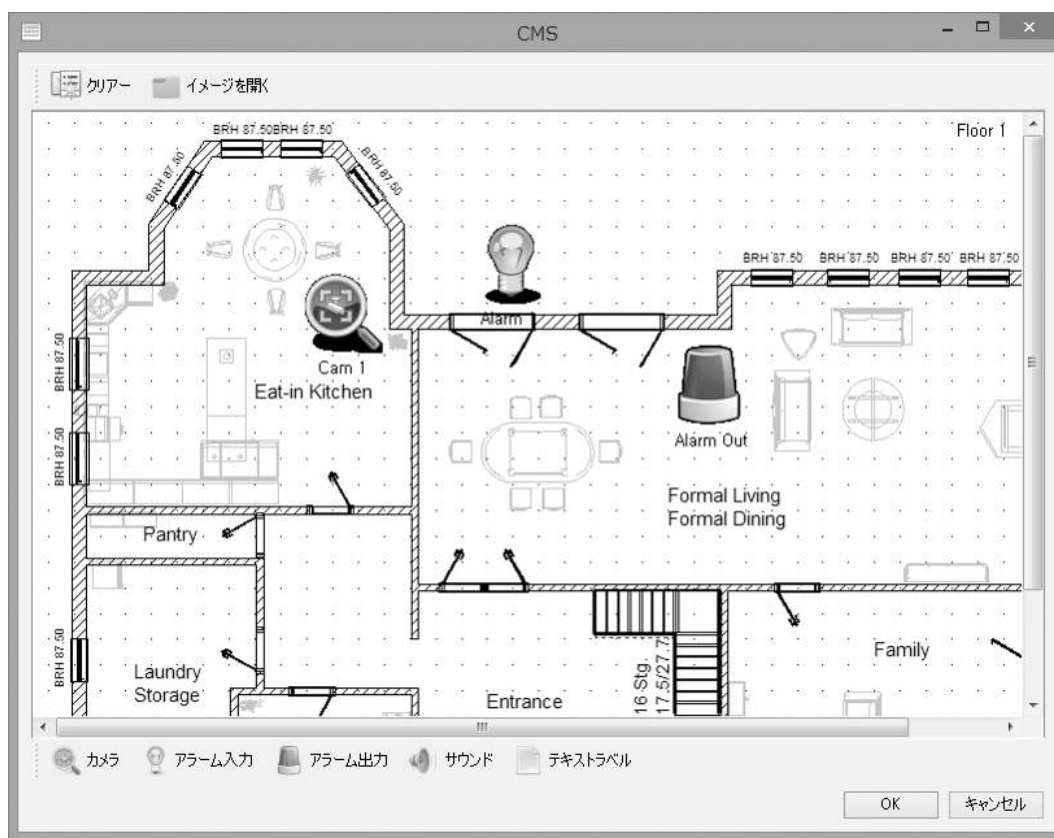 CMS
クリアー イメージを開く
Floor 1
BRH 87.50 BRH 87.50
BRH 87.50
BRH 87.50
BRH 87.50 BRH 87.50 BRH 87.50 BRH 87.50
Alarm
BRH 87.50
Cam 1
Eat-in Kitchen
Alarm Out
BRH 87.50
Formal Living
Formal Dining
Pantry
BRH 87.50
Laundry
Storage
Entrance
16 Stg.
17.5/27.7
Family
カメラ アラーム入力 アラーム出力 サウンド テキストラベル
OK キャンセル